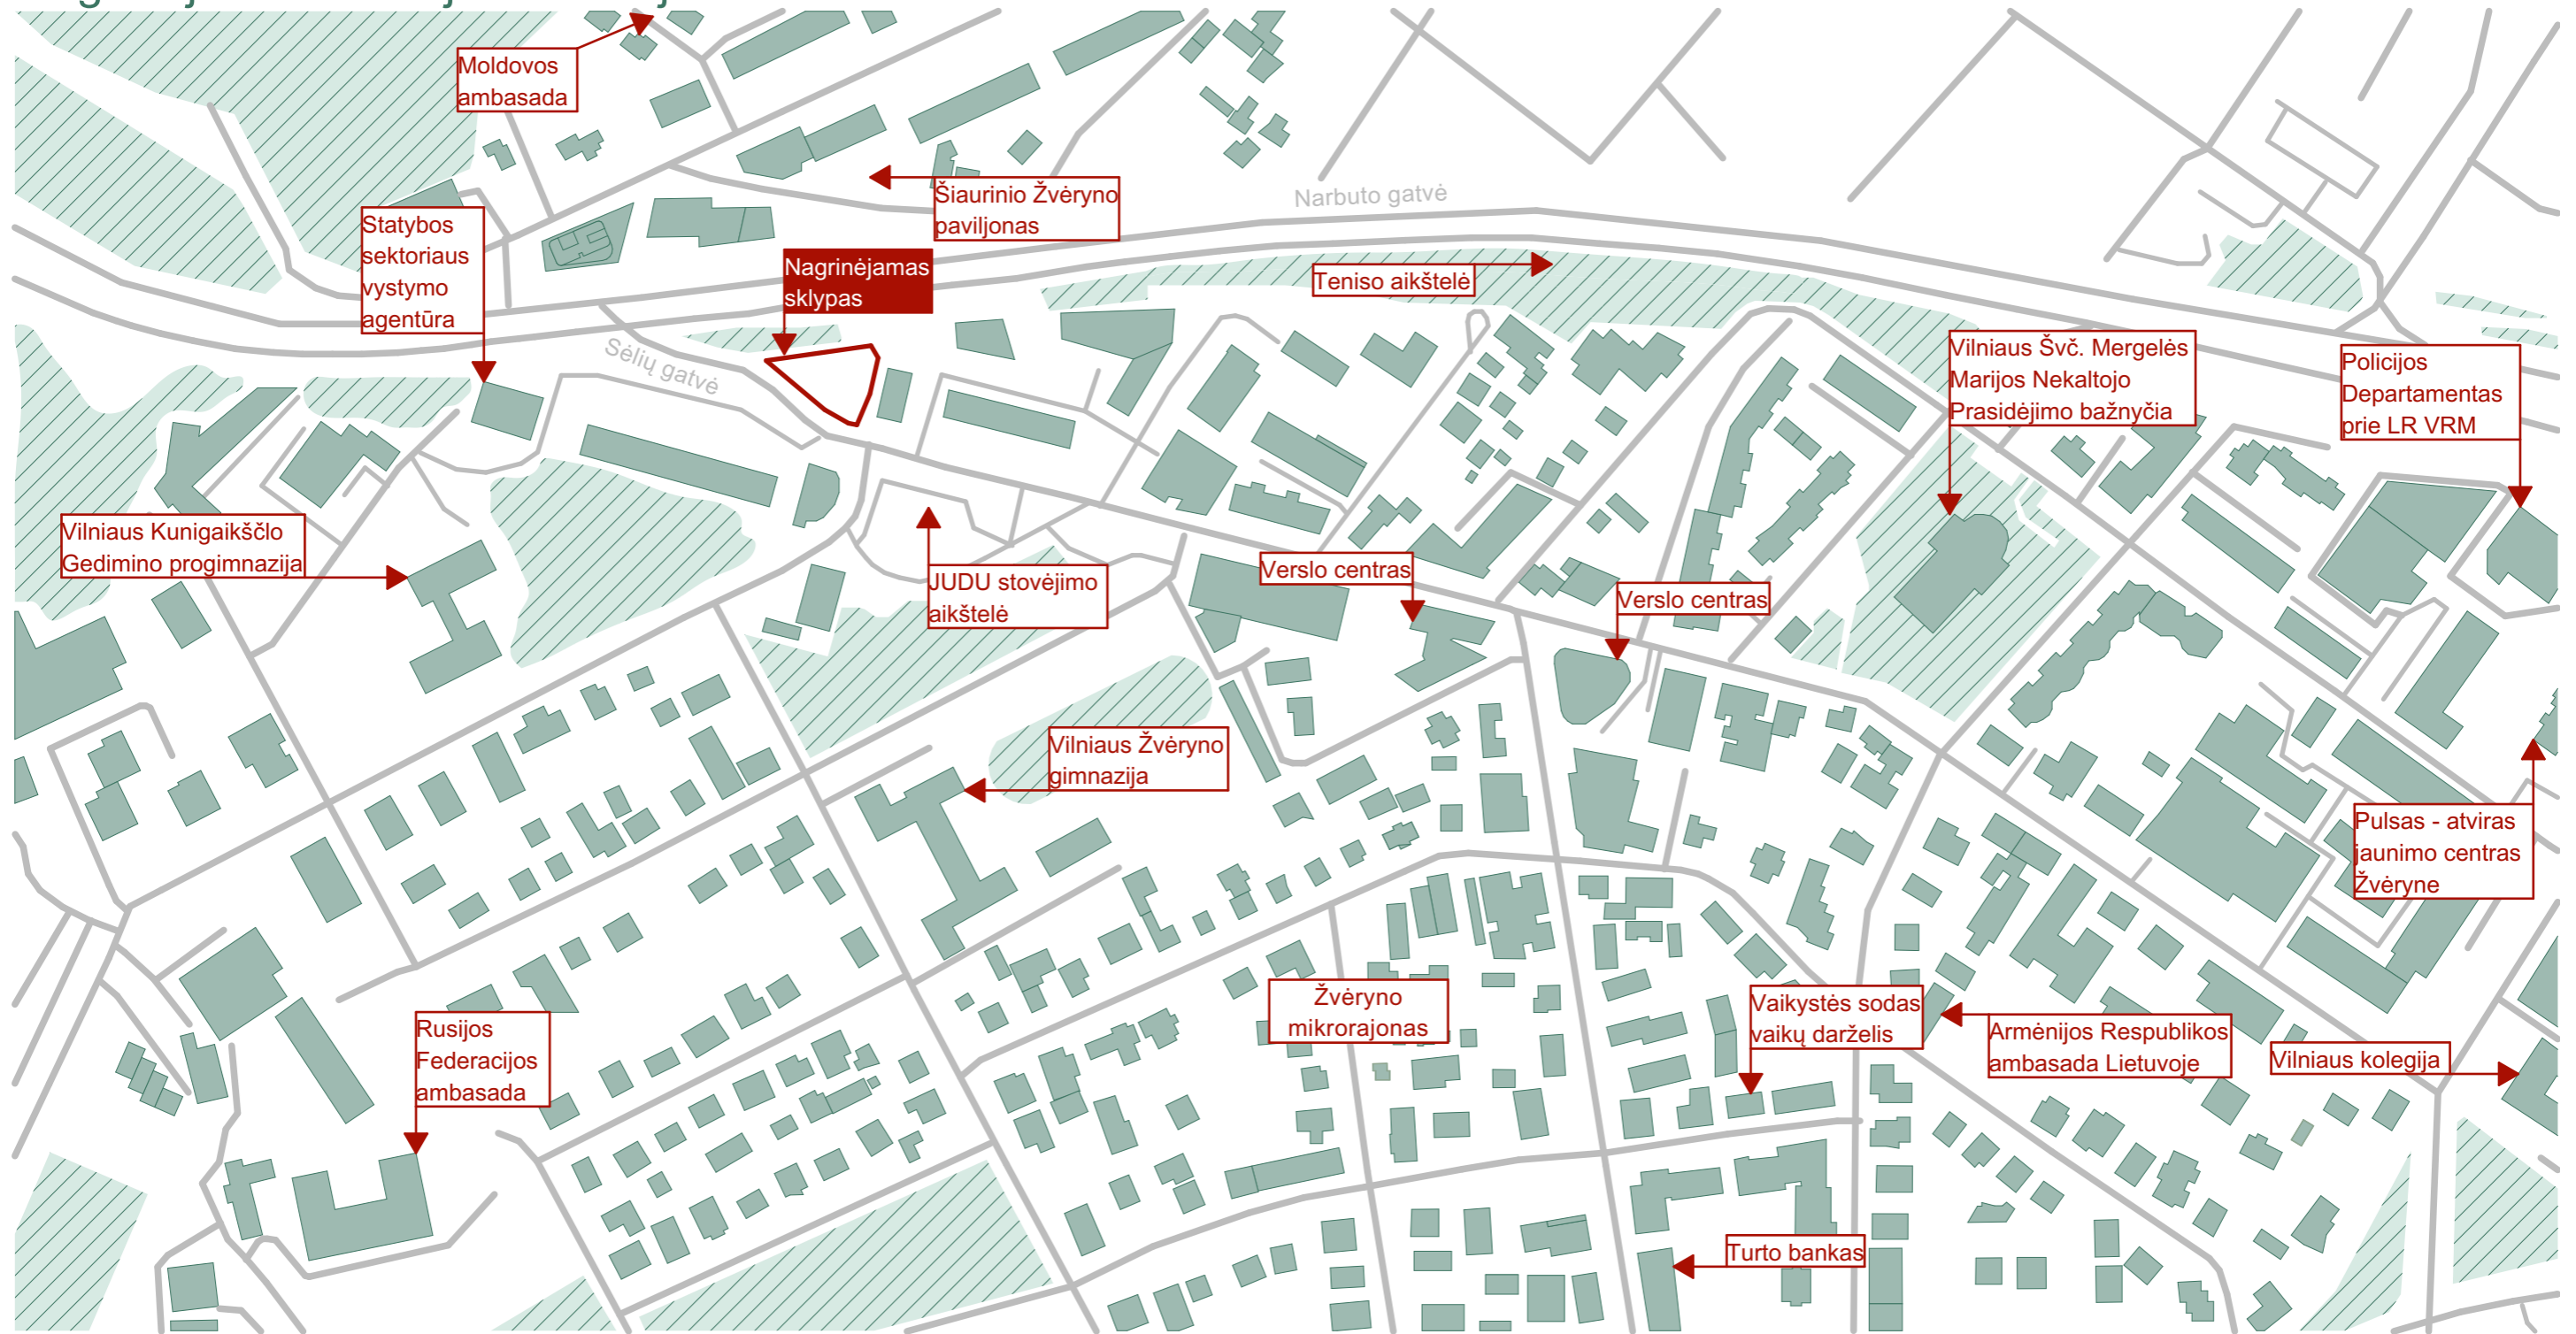 Moldovos
ambasada
Šiaurinio Žvėryno
paviljonas
Narbuto gatvė
Statybos
sektoriaus
vystymo
agentūra
Nagrinėjamas
sklypas
Teniso aikštelė
Sėlių gatvė
Vilniaus Švč. Mergelės
Marijos Nekaltojo
Prasidėjimo bažnyčia
Policijos
Departamentas
prie LR VRM
Vilniaus Kunigaikščlo
Gedimino progimnazija
JUDU stovėjimo
aikštelė
Verslo centras
Verslo centras
Vilniaus Žvėryno
gimnazija
Pulsas - atviras
jaunimo centras
Žvėryne
Žvėryno
mikrorajonas
Vaikystės sodas
vaikų darželis
Armėnijos Respublikos
ambasada Lietuvoje
Vilniaus kolegija
Rusijos
Federacijos
ambasada
Turto bankas